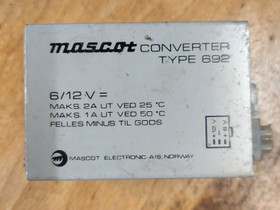 mascot CONVERTER
TYPE 692
6/12 V =
MAKS. 2A UT VED 25 °C
MAKS. 1A UT VED 50 °C
FELLES MINUS TIL GODS
MASCOT ELECTRONIC A/S, NORWAY